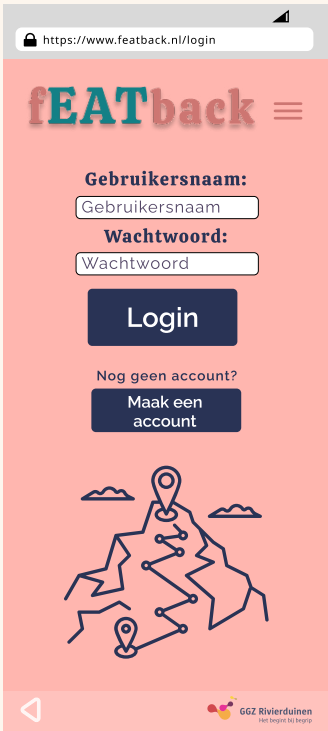 https://www.featback.nl/login
fEATback
Gebruikersnaam:
Gebruikersnaam
Wachtwoord:
Wachtwoord
Login
Nog geen account?
Maak een
account
GGZ Rivierduinen
Het begint bij begrip